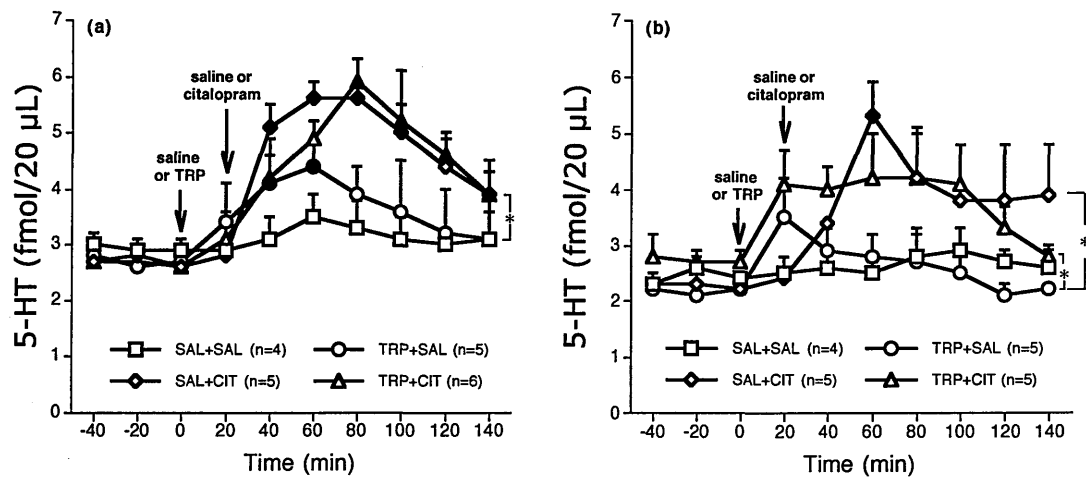 (a)
7
6
5
4
3
2
1
0
5-HT (fmol/20 µL)
saline or
citalopram
saline
or TRP
*
SAL+SAL (n=4)
TRP+SAL (n=5)
SAL+CIT (n=5)
TRP+CIT (n=6)
-40 -20 0 20 40 60 80 100 120 140
Time (min)
(b)
7
6
5
4
3
2
1
0
5-HT (fmol/20 µL)
saline or
citalopram
saline
or TRP
*
*
SAL+SAL (n=4)
TRP+SAL (n=5)
SAL+CIT (n=5)
TRP+CIT (n=5)
-40 -20 0 20 40 60 80 100 120 140
Time (min)